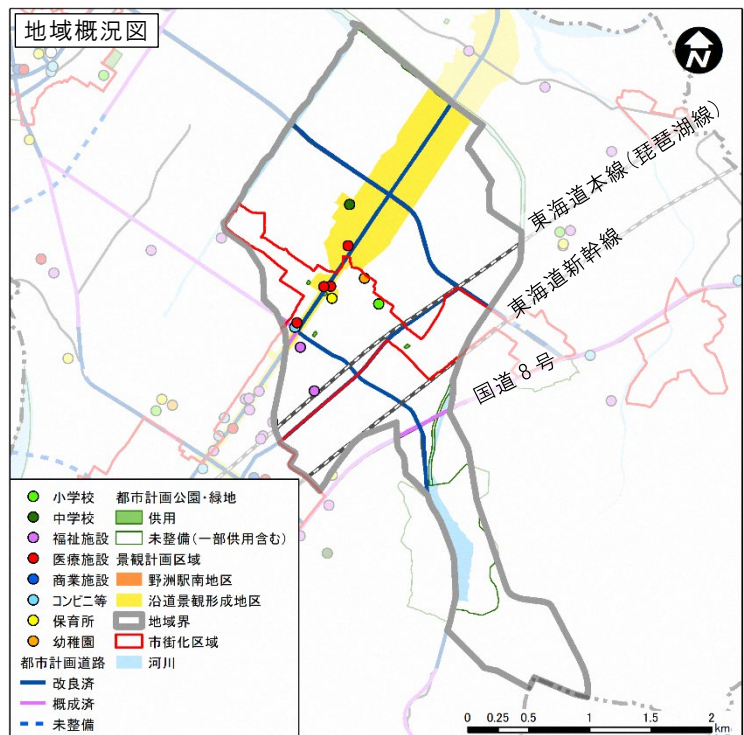 地域概況図
N
東海道本線(琵琶湖線)
東海道新幹線
国道8号
小学校
中学校
福祉施設
医療施設
商業施設
コンビニ等
保育所
幼稚園
都市計画道路
改良済
概成済
未整備
都市計画公園・緑地
供用
未整備(一部供用含む)
景観計画区域
野洲駅南地区
沿道景観形成地区
地域界
市街化区域
河川
0 0.25 0.5 1 1.5 2
km